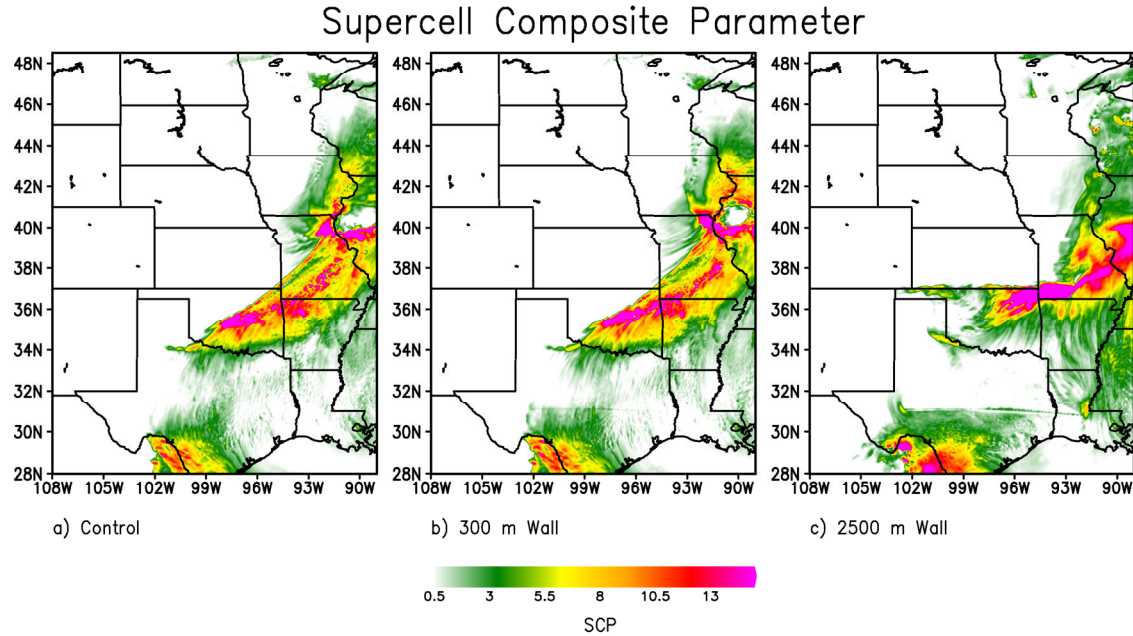 Supercell Composite Parameter
48N
46N
44N
42N
40N
38N
36N
34N
32N
30N
28N
108W 105W 102W 99W 96W 93W 90W
48N
46N
44N
42N
40N
38N
36N
34N
32N
30N
28N
108W 105W 102W 99W 96W 93W 90W
48N
46N
44N
42N
40N
38N
36N
34N
32N
30N
28N
108W 105W 102W 99W 96W 93W 90W
a) Control
b) 300 m Wall
c) 2500 m Wall
0.5 3 5.5 8 10.5 13
SCP